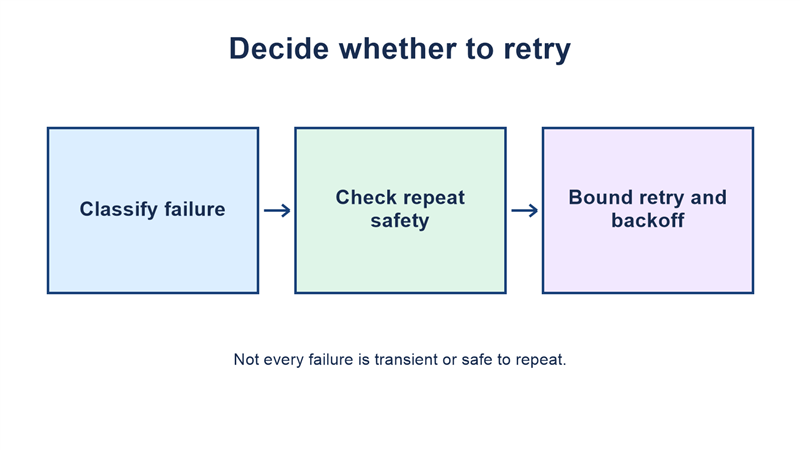 Decide whether to retry
Classify failure
Check repeat
safety
Bound retry and
backoff
Not every failure is transient or safe to repeat.